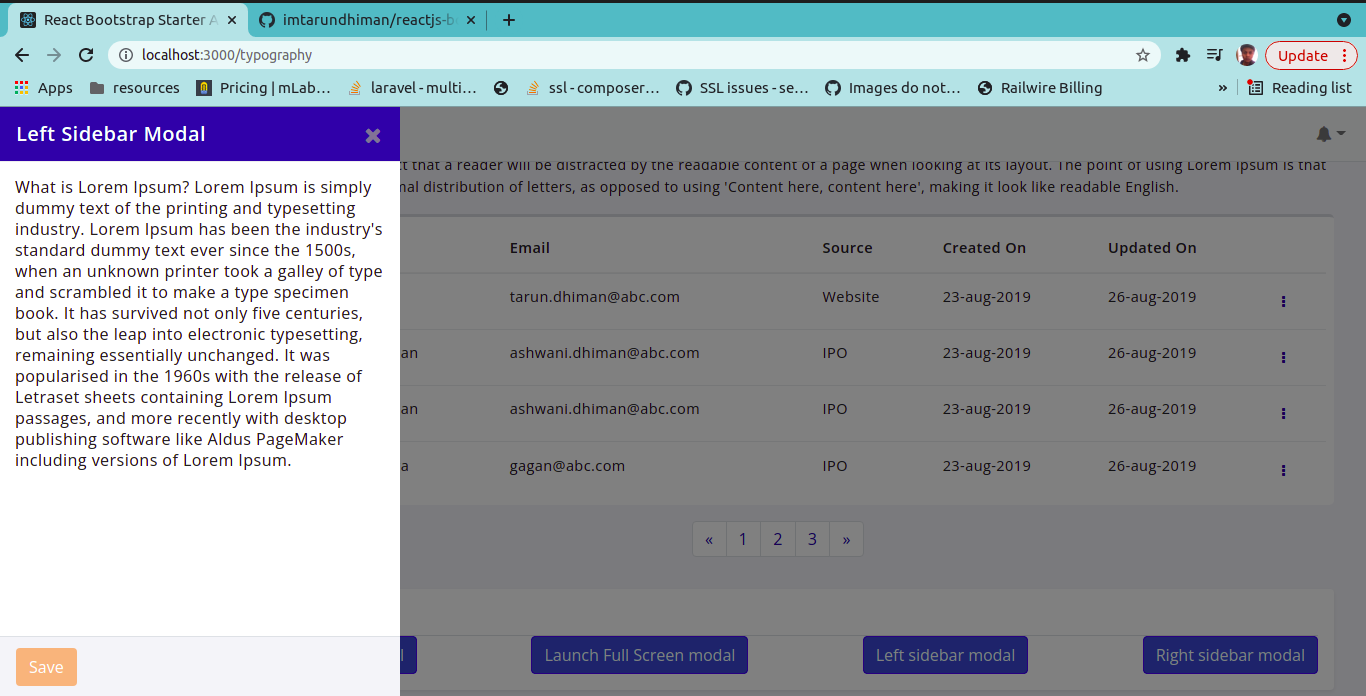 React Bootstrap Starter A
imtarundhiman/reactjs-b
localhost:3000/typography
Update
Apps
resources
Pricing | mLab…
laravel - multi…
ssl - composer…
SSL issues - se…
Images do not…
Railwire Billing
»
Reading list
Left Sidebar Modal
What is Lorem Ipsum? Lorem Ipsum is simply
dummy text of the printing and typesetting
industry. Lorem Ipsum has been the industry's
standard dummy text ever since the 1500s,
when an unknown printer took a galley of type
and scrambled it to make a type specimen
book. It has survived not only five centuries,
but also the leap into electronic typesetting,
remaining essentially unchanged. It was
popularised in the 1960s with the release of
Letraset sheets containing Lorem Ipsum
passages, and more recently with desktop
publishing software like Aldus PageMaker
including versions of Lorem Ipsum.
Save
that a reader will be distracted by the readable content of a page when looking at its layout. The point of using Lorem Ipsum is that
mal distribution of letters, as opposed to using 'Content here, content here', making it look like readable English.
Email Source Created On Updated On
tarun.dhiman@abc.com Website 23-aug-2019 26-aug-2019
an ashwani.dhiman@abc.com IPO 23-aug-2019 26-aug-2019
an ashwani.dhiman@abc.com IPO 23-aug-2019 26-aug-2019
a gagan@abc.com IPO 23-aug-2019 26-aug-2019
« 1 2 3 »
l Launch Full Screen modal Left sidebar modal Right sidebar modal